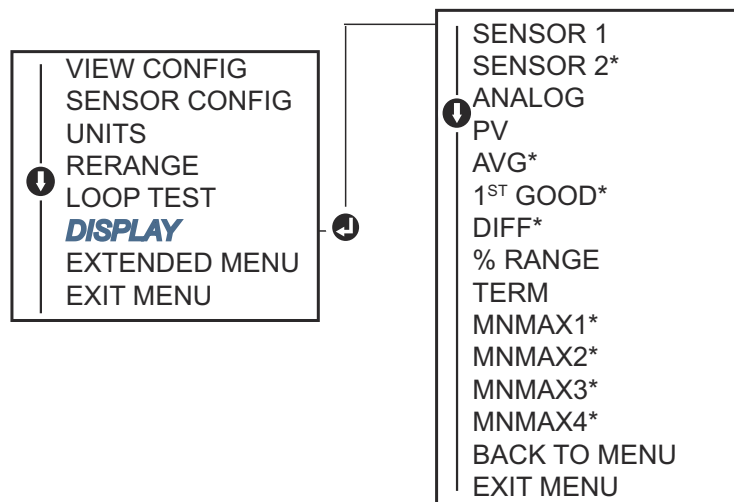 VIEW CONFIG
SENSOR CONFIG
UNITS
RERANGE
LOOP TEST
DISPLAY
EXTENDED MENU
EXIT MENU
SENSOR 1
SENSOR 2*
ANALOG
PV
AVG*
1ST GOOD*
DIFF*
% RANGE
TERM
MNMAX1*
MNMAX2*
MNMAX3*
MNMAX4*
BACK TO MENU
EXIT MENU